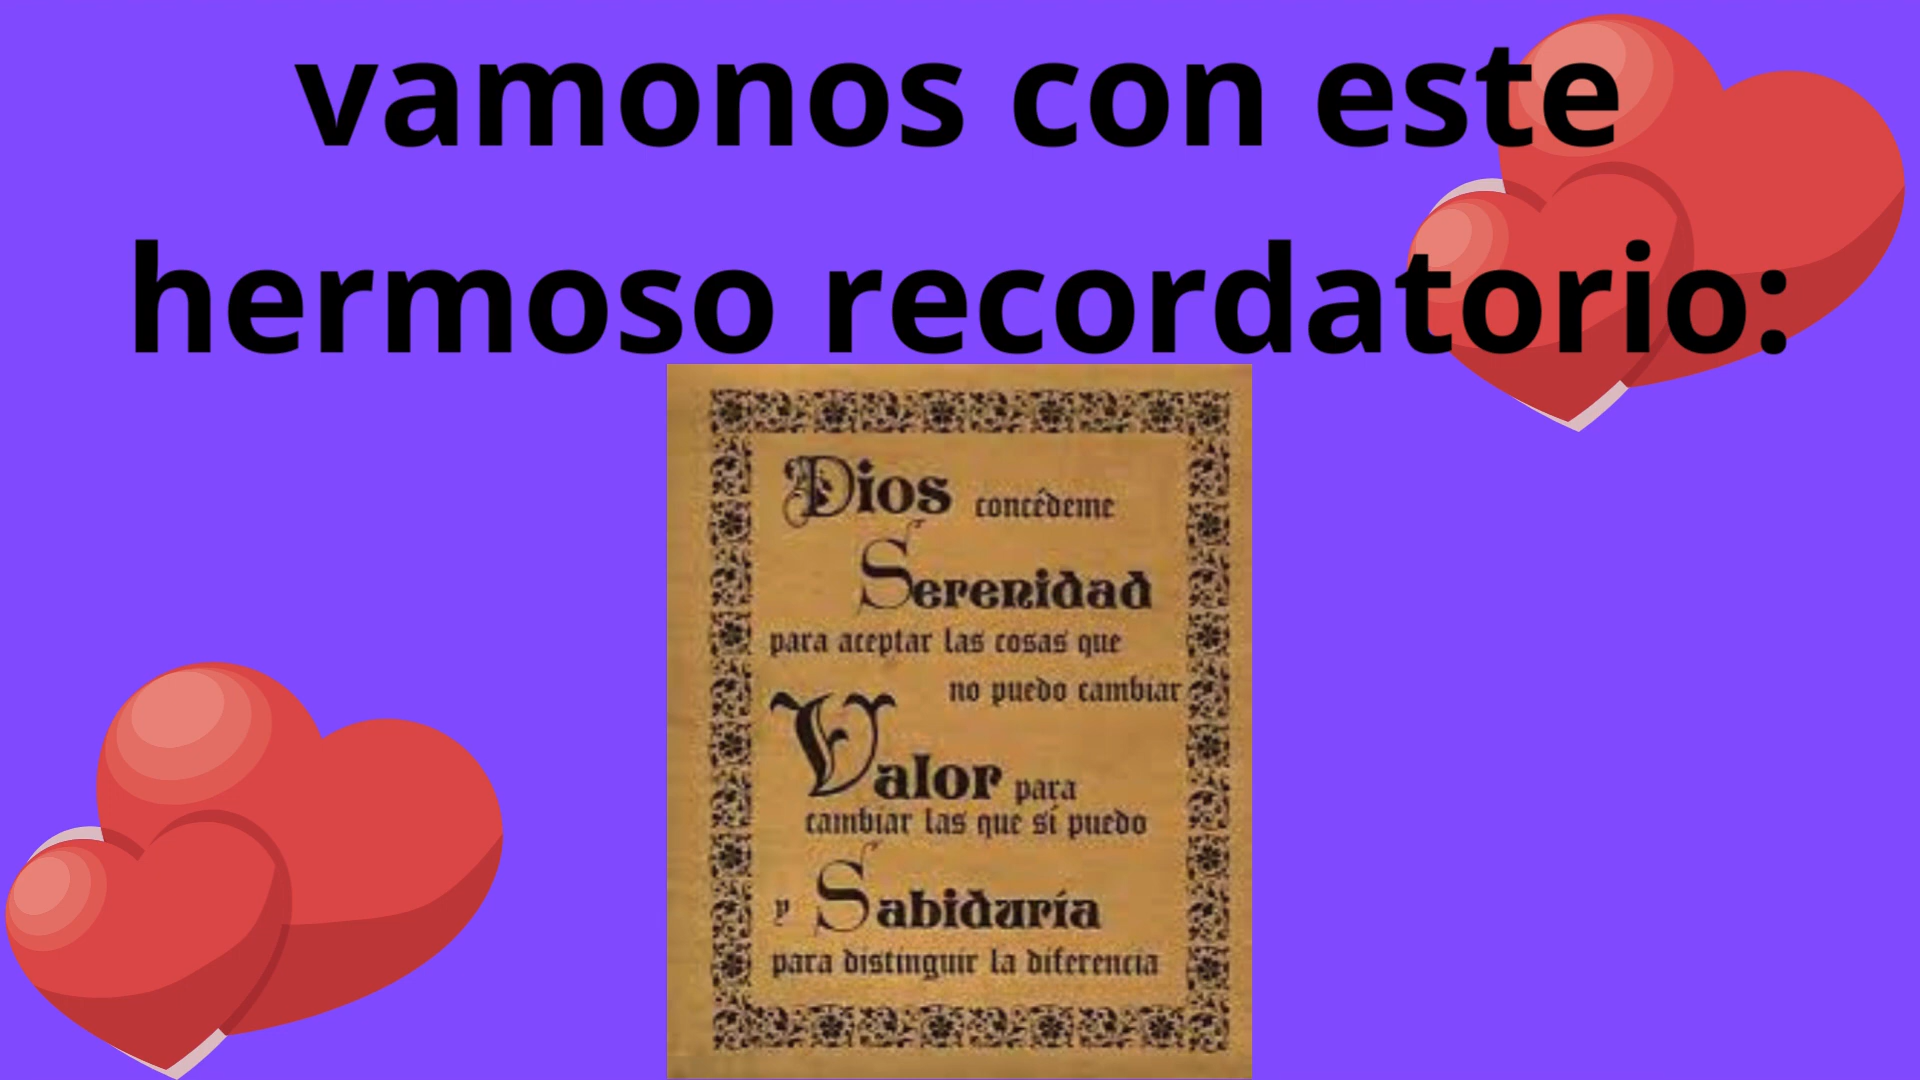 vamonos con este
hermoso recordatorio:
Dios concédeme
Serenidad
para aceptar las cosas que
no puedo cambiar
Valor para
cambiar las que sí puedo
y Sabiduría
para distinguir la diferencia